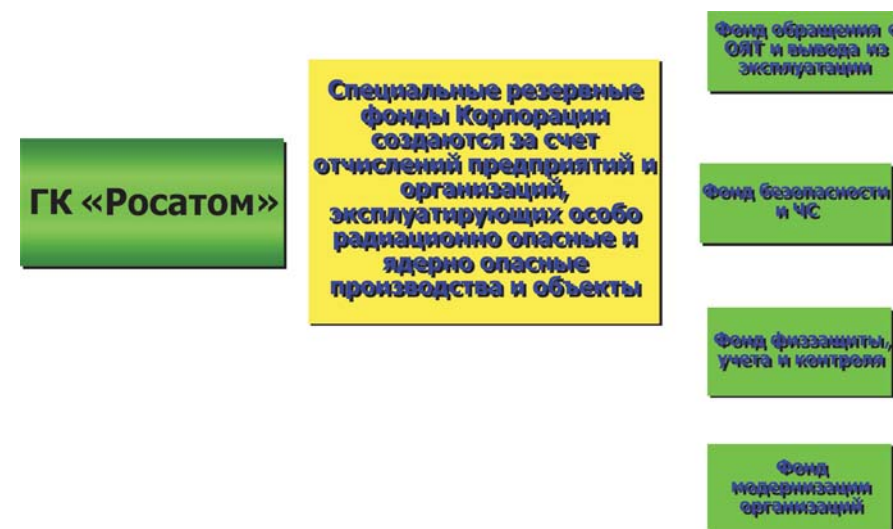 ГК «Росатом»
Специальные резервные
фонды Корпорации
создаются за счет
отчислений предприятий и
организаций,
эксплуатирующих особо
радиационно опасные и
ядерно опасные
производства и объекты
Фонд обращения с
ОЯТ и вывода из
эксплуатации
Фонд безопасности
и ЧС
Фонд физзащиты,
учета и контроля
Фонд
модернизации
организаций